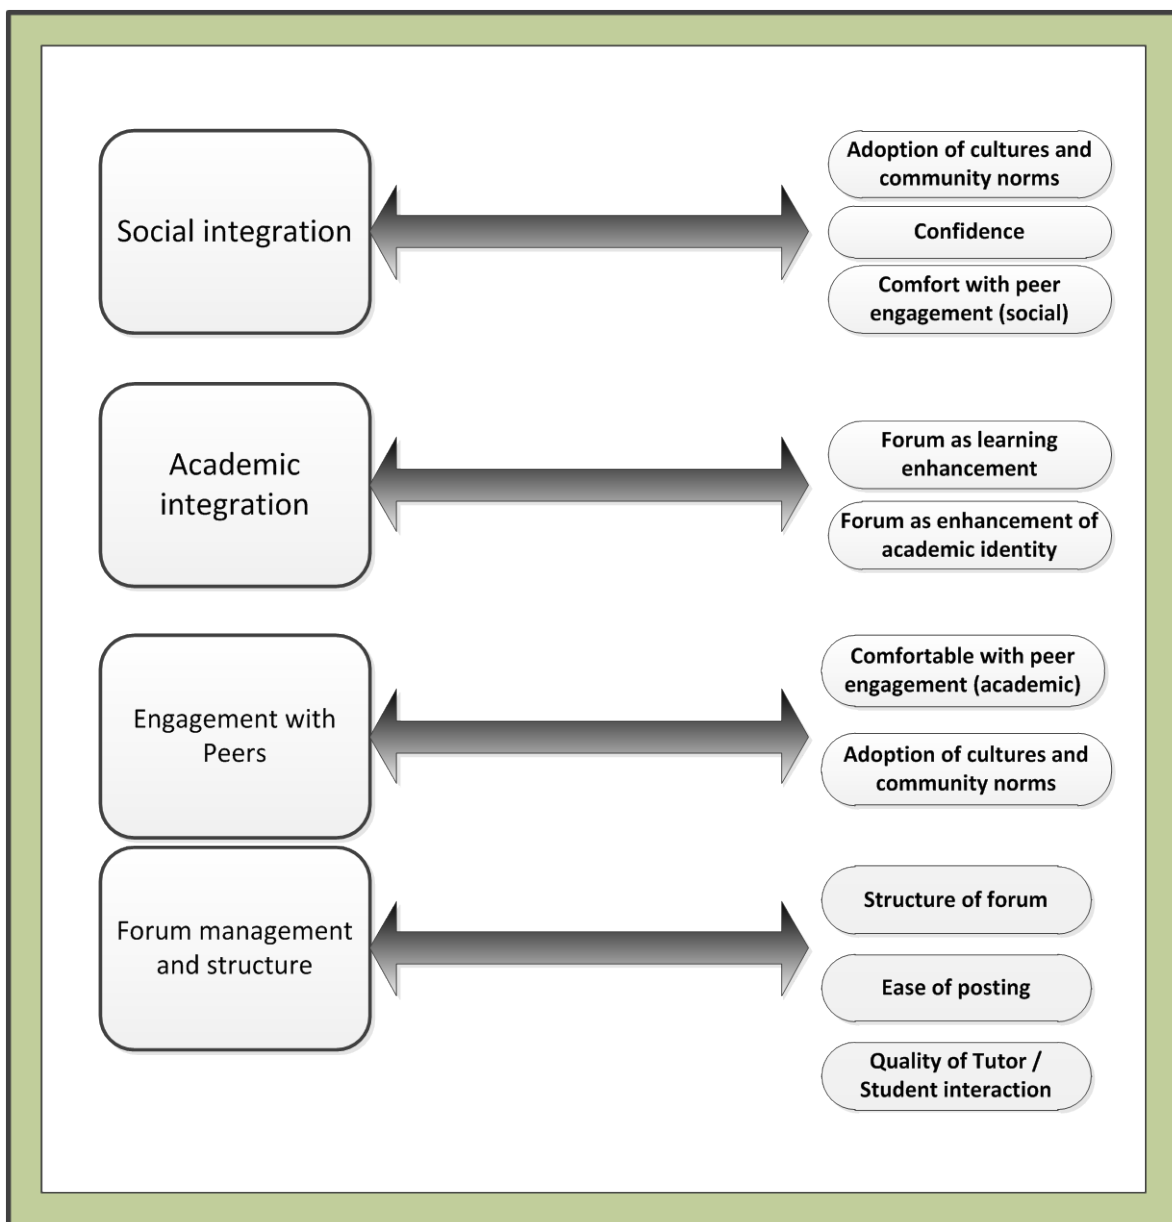 Social integration
Adoption of cultures and
community norms
Confidence
Comfort with peer
engagement (social)
Academic
integration
Forum as learning
enhancement
Forum as enhancement of
academic identity
Engagement with
Peers
Comfortable with peer
engagement (academic)
Adoption of cultures and
community norms
Forum management
and structure
Structure of forum
Ease of posting
Quality of Tutor /
Student interaction